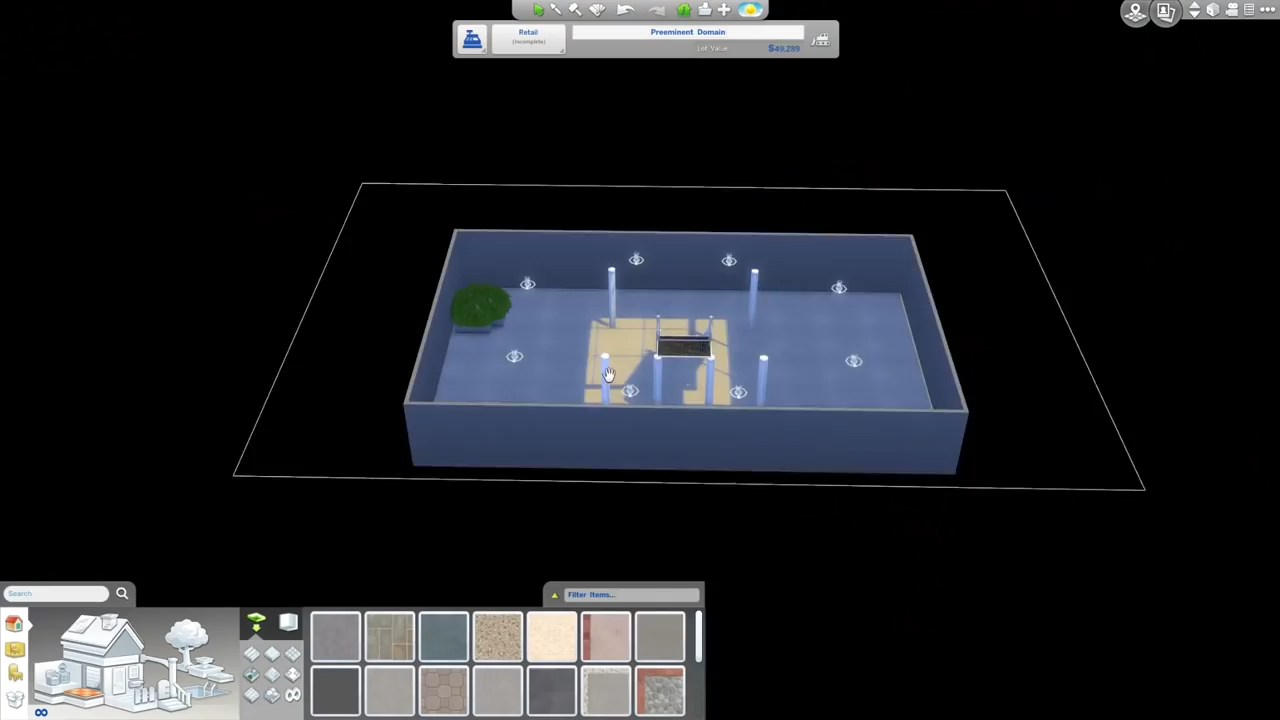 Retail
(Incomplete)
Preeminent Domain
Lot Value
§49,289
Search
Filter Items...